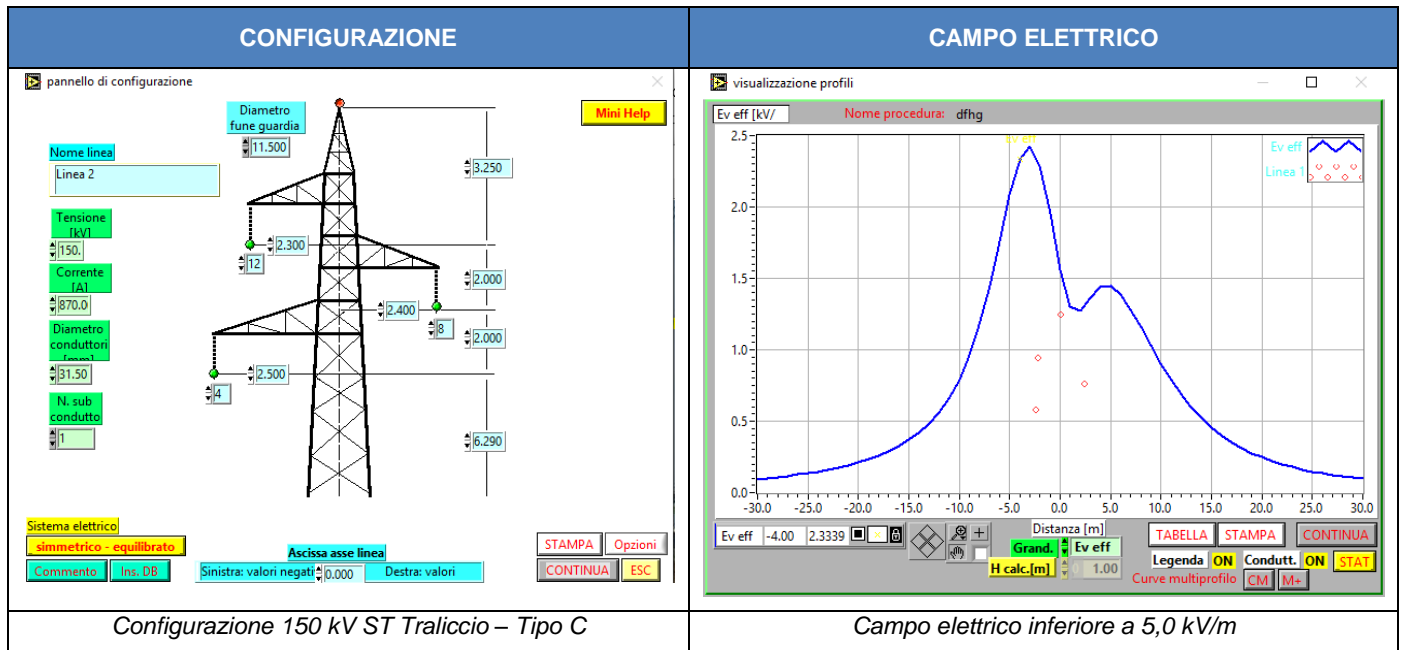 CONFIGURAZIONE
CAMPO ELETTRICO
pannello di configurazione
Diametro
fune guardia
11.500
Mini Help
Nome linea
Linea 2
3.250
Tensione
[kV]
150.
2.300
12
Corrente
[A]
870.0
2.000
2.400
8
Diametro
conduttori
[mm]
31.50
2.000
2.500
4
N. sub
condutto
1
6.290
Sistema elettrico
simmetrico - equilibrato
Commento
Ins. DB
Ascissa asse linea
Sinistra: valori negati
0.000
Destra: valori
STAMPA
Opzioni
CONTINUA
ESC
visualizzazione profili
Ev eff [kV/
Nome procedura: dfhg
Ev eff
Ev eff
Linea 1
2.5
2.0
1.5
1.0
0.5
0.0
-30.0 -25.0 -20.0 -15.0 -10.0 -5.0 0.0 5.0 10.0 15.0 20.0 25.0 30.0
Ev eff -4.00 2.3339
Distanza [m]
Grand. Ev eff
H calc.[m] 1.00
TABELLA
STAMPA
CONTINUA
Legenda ON Condutt. ON STAT
Curve multiprofilo CM M+
Configurazione 150 kV ST Traliccio – Tipo C
Campo elettrico inferiore a 5,0 kV/m